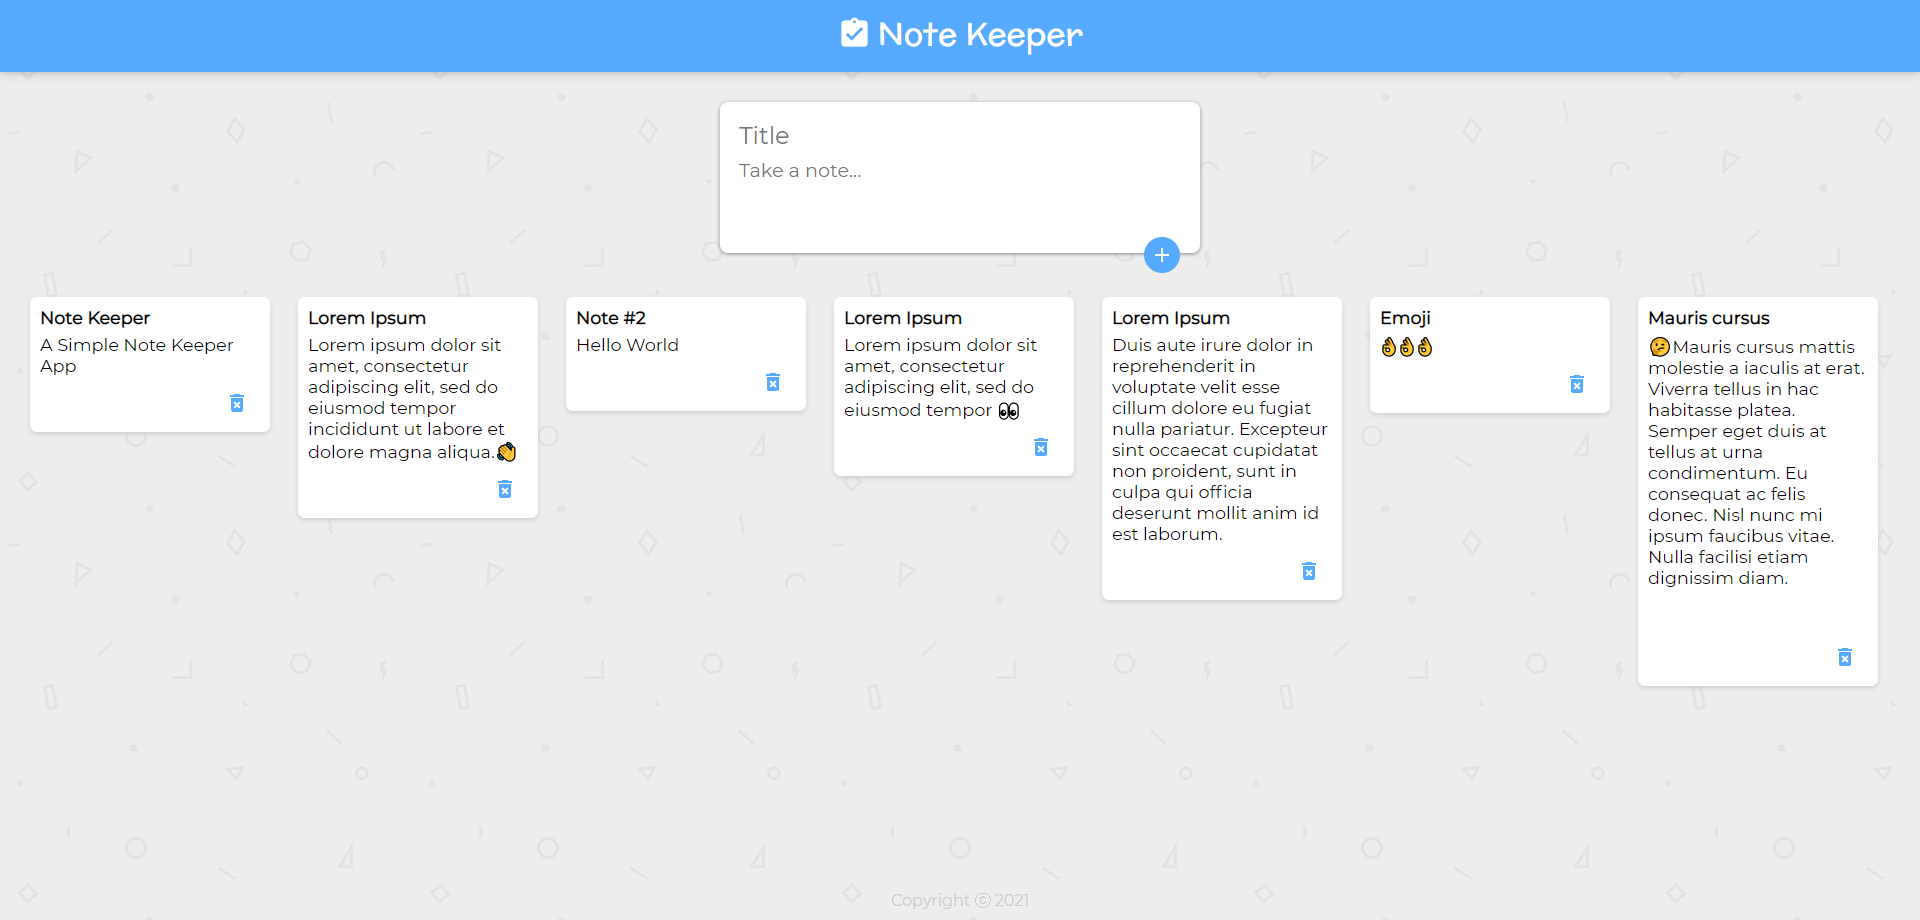 Note Keeper
Title
Take a note...
Note Keeper
A Simple Note Keeper
App
Lorem Ipsum
Lorem ipsum dolor sit
amet, consectetur
adipiscing elit, sed do
eiusmod tempor
incididunt ut labore et
dolore magna aliqua.👏
Note #2
Hello World
Lorem Ipsum
Lorem ipsum dolor sit
amet, consectetur
adipiscing elit, sed do
eiusmod tempor 👀
Lorem Ipsum
Duis aute irure dolor in
reprehenderit in
voluptate velit esse
cillum dolore eu fugiat
nulla pariatur. Excepteur
sint occaecat cupidatat
non proident, sunt in
culpa qui officia
deserunt mollit anim id
est laborum.
Emoji
👌👌👌
Mauris cursus
🤔Mauris cursus mattis
molestie a iaculis at erat.
Viverra tellus in hac
habitasse platea.
Semper eget duis at
tellus at urna
condimentum. Eu
consequat ac felis
donec. Nisl nunc mi
ipsum faucibus vitae.
Nulla facilisi etiam
dignissim diam.
Copyright ⓒ 2021